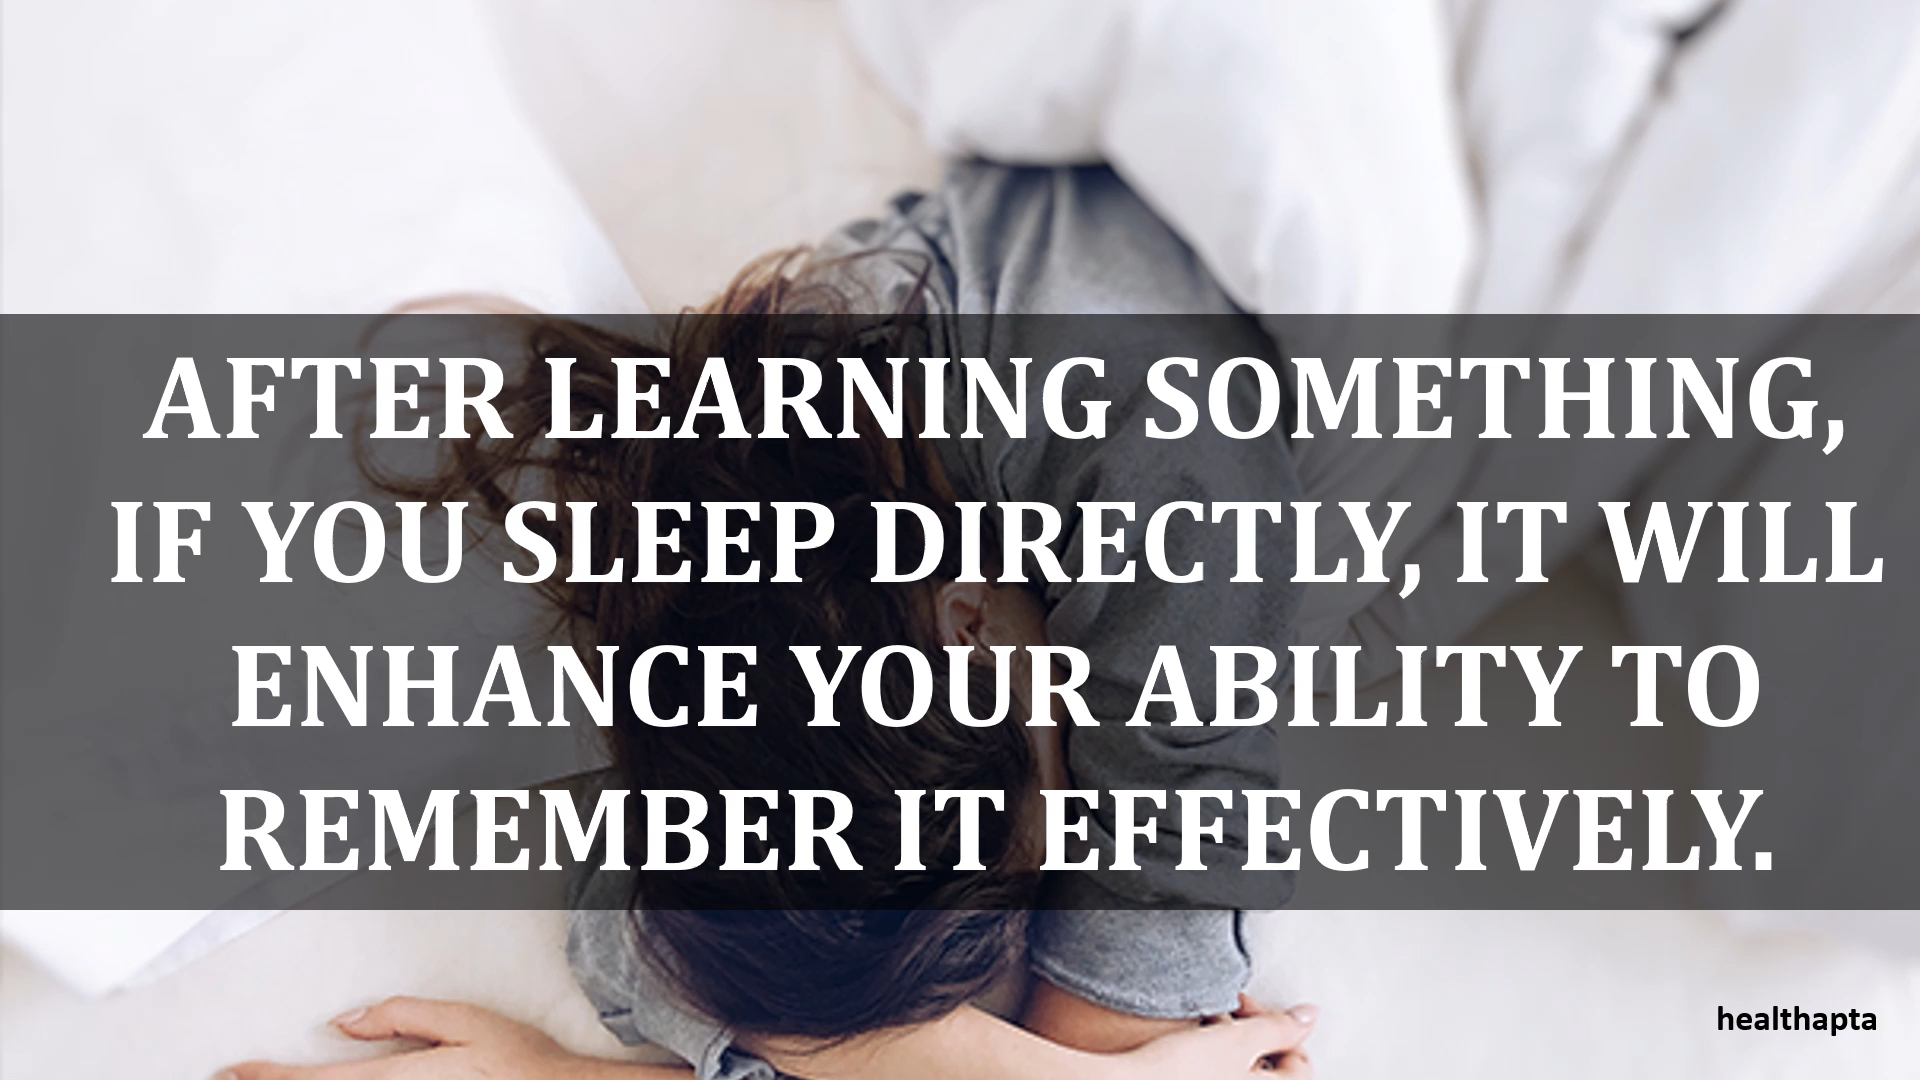 AFTER LEARNING SOMETHING,
IF YOU SLEEP DIRECTLY, IT WILL
ENHANCE YOUR ABILITY TO
REMEMBER IT EFFECTIVELY.
healthapta